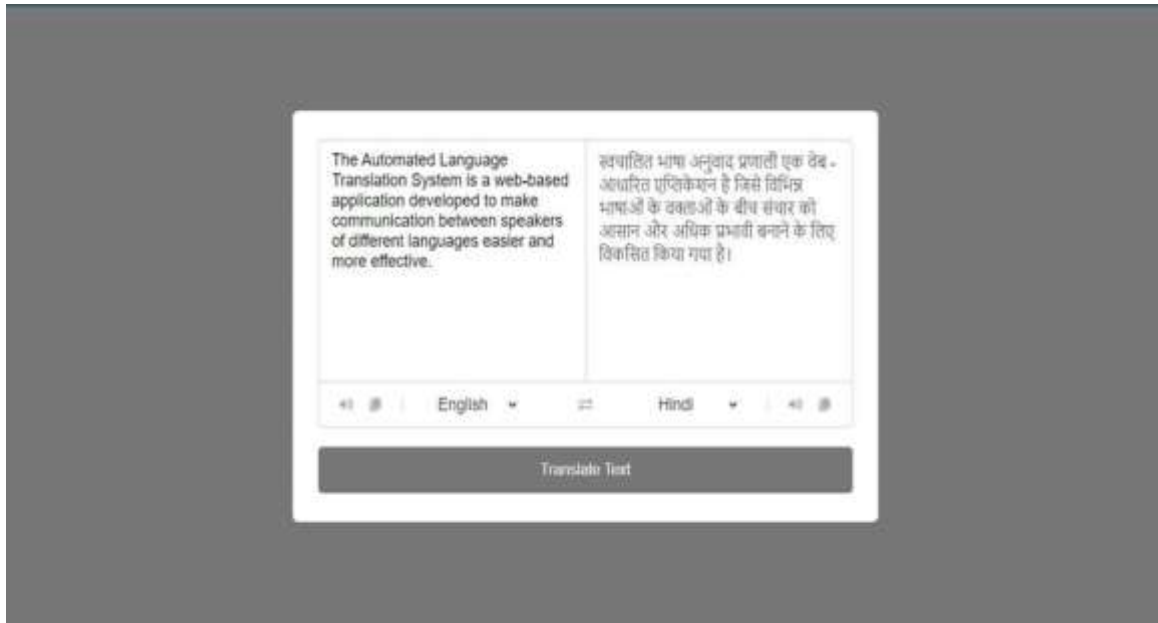 The Automated Language
Translation System is a web-based
application developed to make
communication between speakers
of different languages easier and
more effective.
स्वचालित भाषा अनुवाद प्रणाली एक वेब -
आधारित एप्लिकेशन है जिसे विभिन्न
भाषाओं के वक्ताओं के बीच संचार को
आसान और अधिक प्रभावी बनाने के लिए
विकसित किया गया है।
English
Hindi
Translate Text